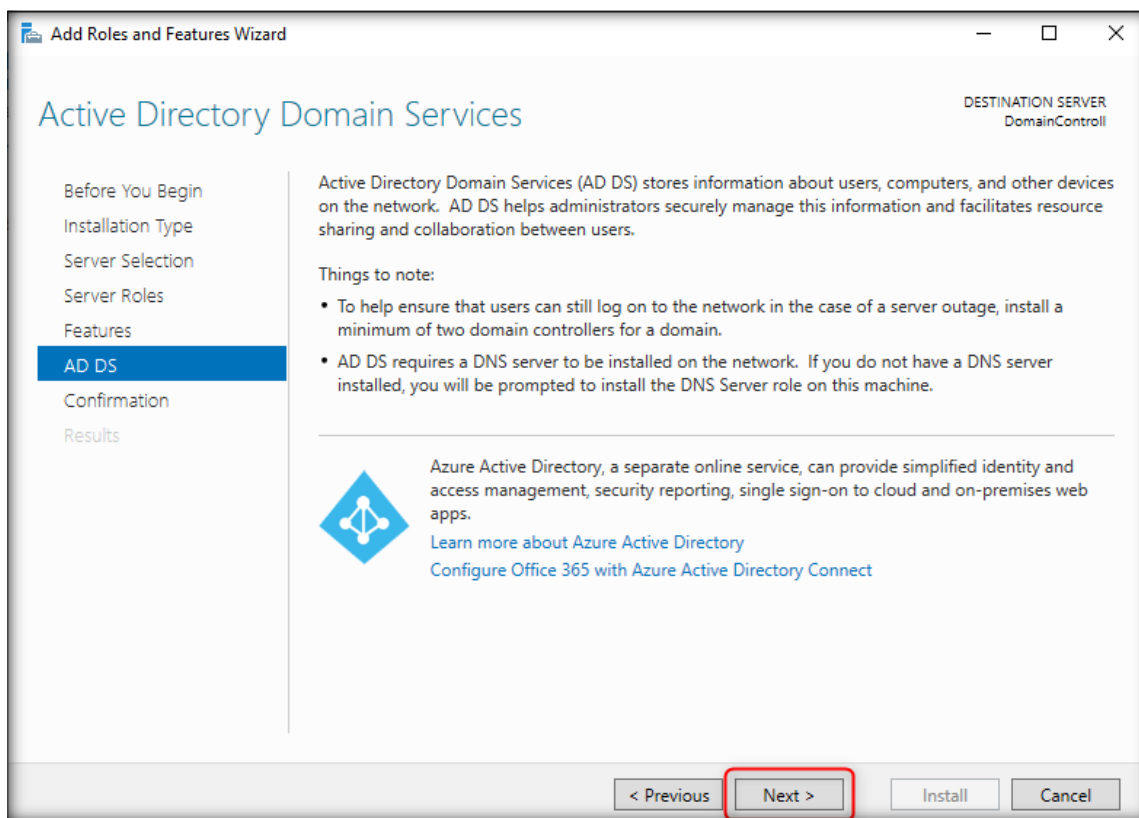 Add Roles and Features Wizard
Active Directory Domain Services
DESTINATION SERVER
DomainControll
Before You Begin
Installation Type
Server Selection
Server Roles
Features
AD DS
Confirmation
Results
Active Directory Domain Services (AD DS) stores information about users, computers, and other devices
on the network.  AD DS helps administrators securely manage this information and facilitates resource
sharing and collaboration between users.
Things to note:
• To help ensure that users can still log on to the network in the case of a server outage, install a
minimum of two domain controllers for a domain.
• AD DS requires a DNS server to be installed on the network.  If you do not have a DNS server
installed, you will be prompted to install the DNS Server role on this machine.
Azure Active Directory, a separate online service, can provide simplified identity and
access management, security reporting, single sign-on to cloud and on-premises web
apps.
Learn more about Azure Active Directory
Configure Office 365 with Azure Active Directory Connect
< Previous
Next >
Install
Cancel